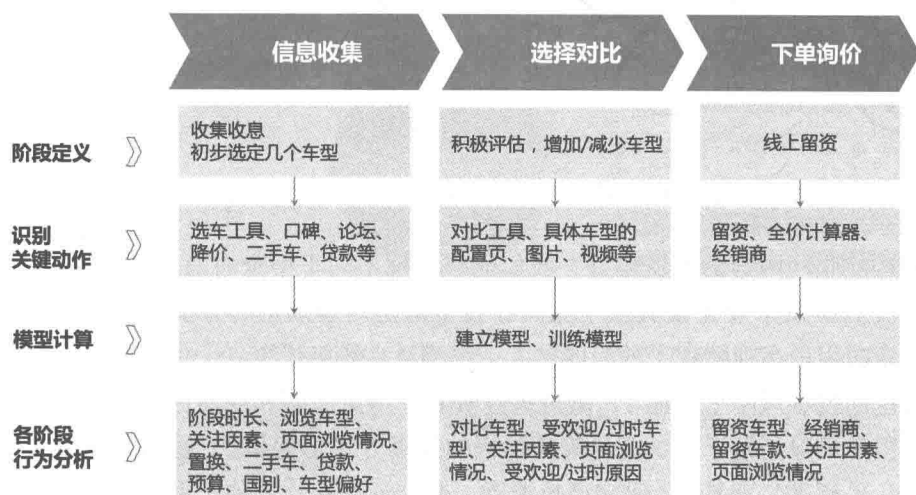 信息收集
选择对比
下单询价
阶段定义
收集收息
初步选定几个车型
积极评估，增加/减少车型
线上留资
识别
关键动作
选车工具、口碑、论坛、
降价、二手车、贷款等
对比工具、具体车型的
配置页、图片、视频等
留资、全价计算器、
经销商
模型计算
建立模型、训练模型
各阶段
行为分析
阶段时长、浏览车型、
关注因素、页面浏览情况、
置换、二手车、贷款、
预算、国别、车型偏好
对比车型、受欢迎/过时车
型、关注因素、页面浏览
情况、受欢迎/过时原因
留资车型、经销商、
留资车款、关注因素、
页面浏览情况